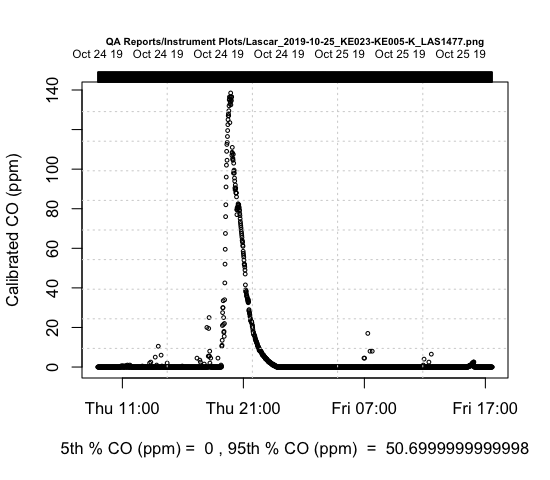 QA Reports/Instrument Plots/Lascar_2019-10-25_KE023-KE005-K_LAS1477.png
Oct 24 19 Oct 24 19 Oct 24 19 Oct 24 19 Oct 25 19 Oct 25 19 Oct 25 19
Calibrated CO (ppm)
140
100
80
60
40
20
0
Thu 11:00 Thu 21:00 Fri 07:00 Fri 17:00
5th % CO (ppm) = 0 , 95th % CO (ppm) = 50.6999999999998